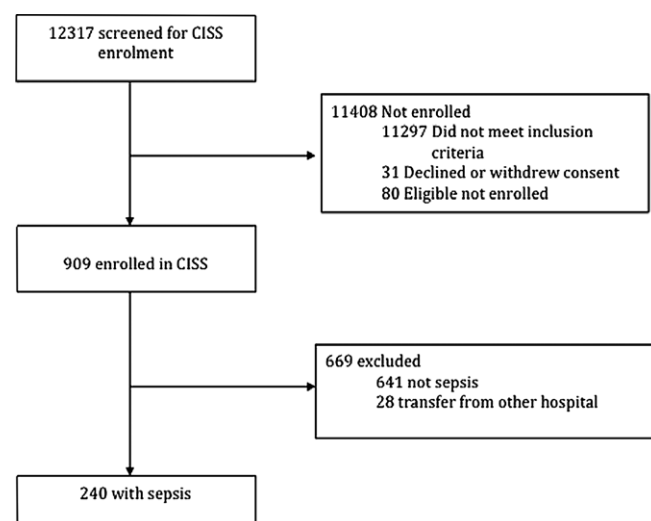 12317 screened for CISS
enrolment
11408 Not enrolled
11297 Did not meet inclusion
criteria
31 Declined or withdrew consent
80 Eligible not enrolled
909 enrolled in CISS
669 excluded
641 not sepsis
28 transfer from other hospital
240 with sepsis